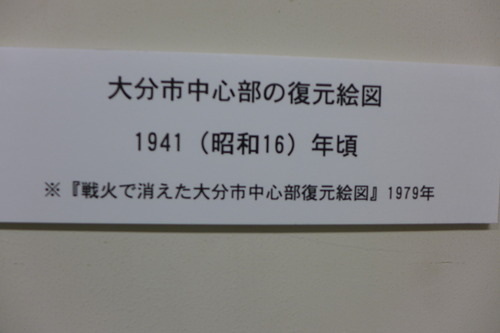 大分市中心部の復元絵図
1941（昭和16）年頃
※『戦火で消えた大分市中心部復元絵図』1979年